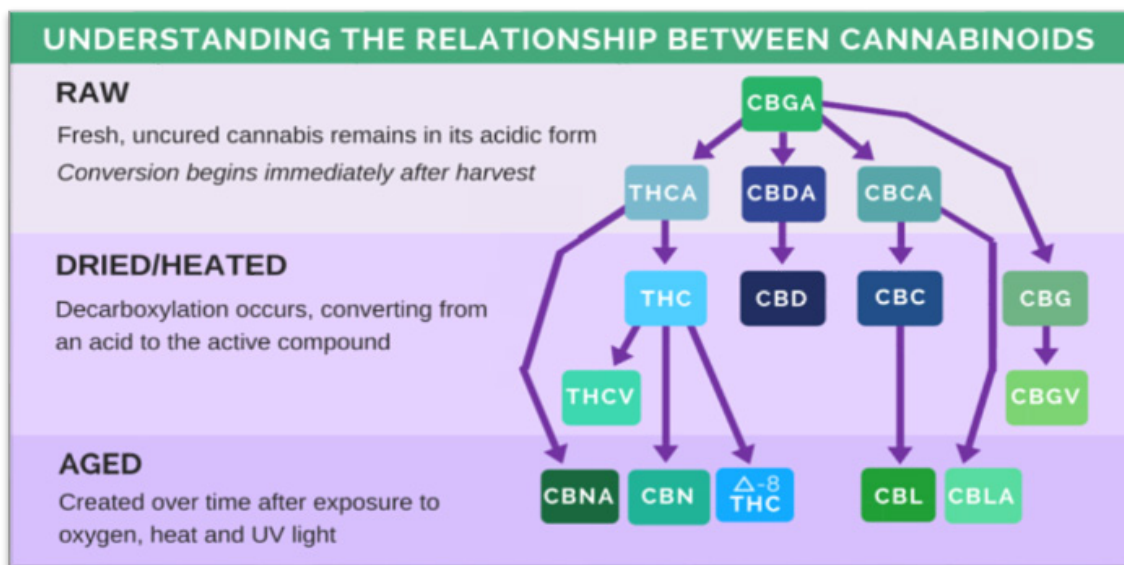 UNDERSTANDING THE RELATIONSHIP BETWEEN CANNABINOIDS
RAW
Fresh, uncured cannabis remains in its acidic form
Conversion begins immediately after harvest
CBGA
THCA
CBDA
CBCA
DRIED/HEATED
Decarboxylation occurs, converting from
an acid to the active compound
THC
CBD
CBC
CBG
THCV
CBGV
AGED
Created over time after exposure to
oxygen, heat and UV light
CBNA
CBN
Δ-8
THC
CBL
CBLA